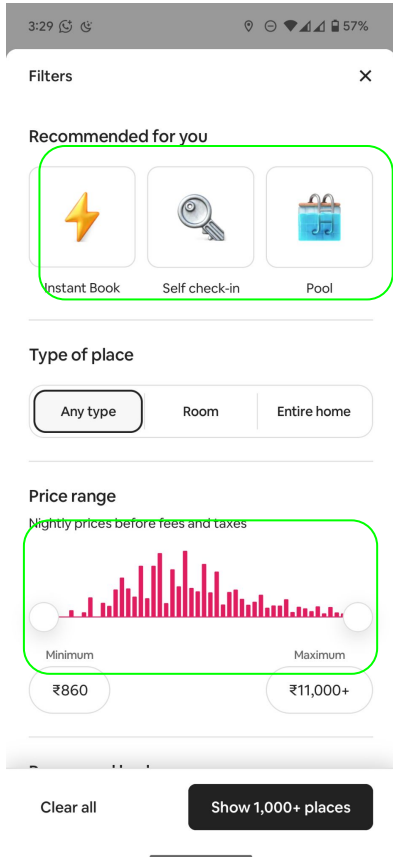 3:29 57%
Filters
Recommended for you
Instant Book Self check-in Pool
Type of place
Any type Room Entire home
Price range
Nightly prices before fees and taxes
Minimum Maximum
₹860 ₹11,000+
Clear all Show 1,000+ places